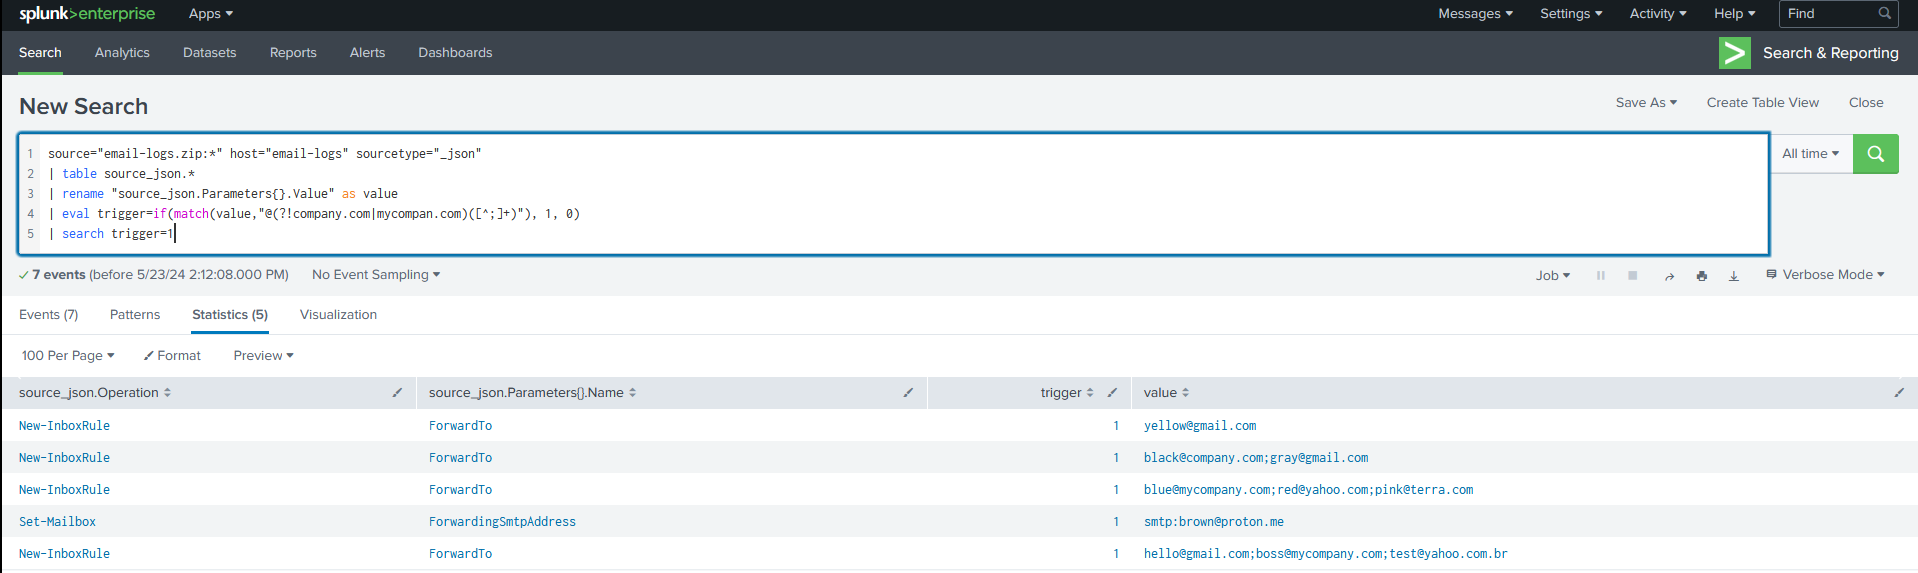 splunk>enterprise Apps Messages Settings Activity Help Find
Search Analytics Datasets Reports Alerts Dashboards Search & Reporting
New Search Save As Create Table View Close
1 source="email-logs.zip:*" host="email-logs" sourcetype="_json"
2 | table source_json.*
3 | rename "source_json.Parameters{}.Value" as value
4 | eval trigger=if(match(value,"@(?!company.com|mycompan.com)([^;]+)"), 1, 0)
5 | search trigger=1
All time
7 events (before 5/23/24 2:12:08.000 PM) No Event Sampling Job Verbose Mode
Events (7) Patterns Statistics (5) Visualization
100 Per Page Format Preview
source_json.Operation source_json.Parameters{}.Name trigger value
New-InboxRule ForwardTo 1 yellow@gmail.com
New-InboxRule ForwardTo 1 black@company.com;gray@gmail.com
New-InboxRule ForwardTo 1 blue@mycompany.com;red@yahoo.com;pink@terra.com
Set-Mailbox ForwardingSmtpAddress 1 smtp:brown@proton.me
New-InboxRule ForwardTo 1 hello@gmail.com;boss@mycompany.com;test@yahoo.com.br